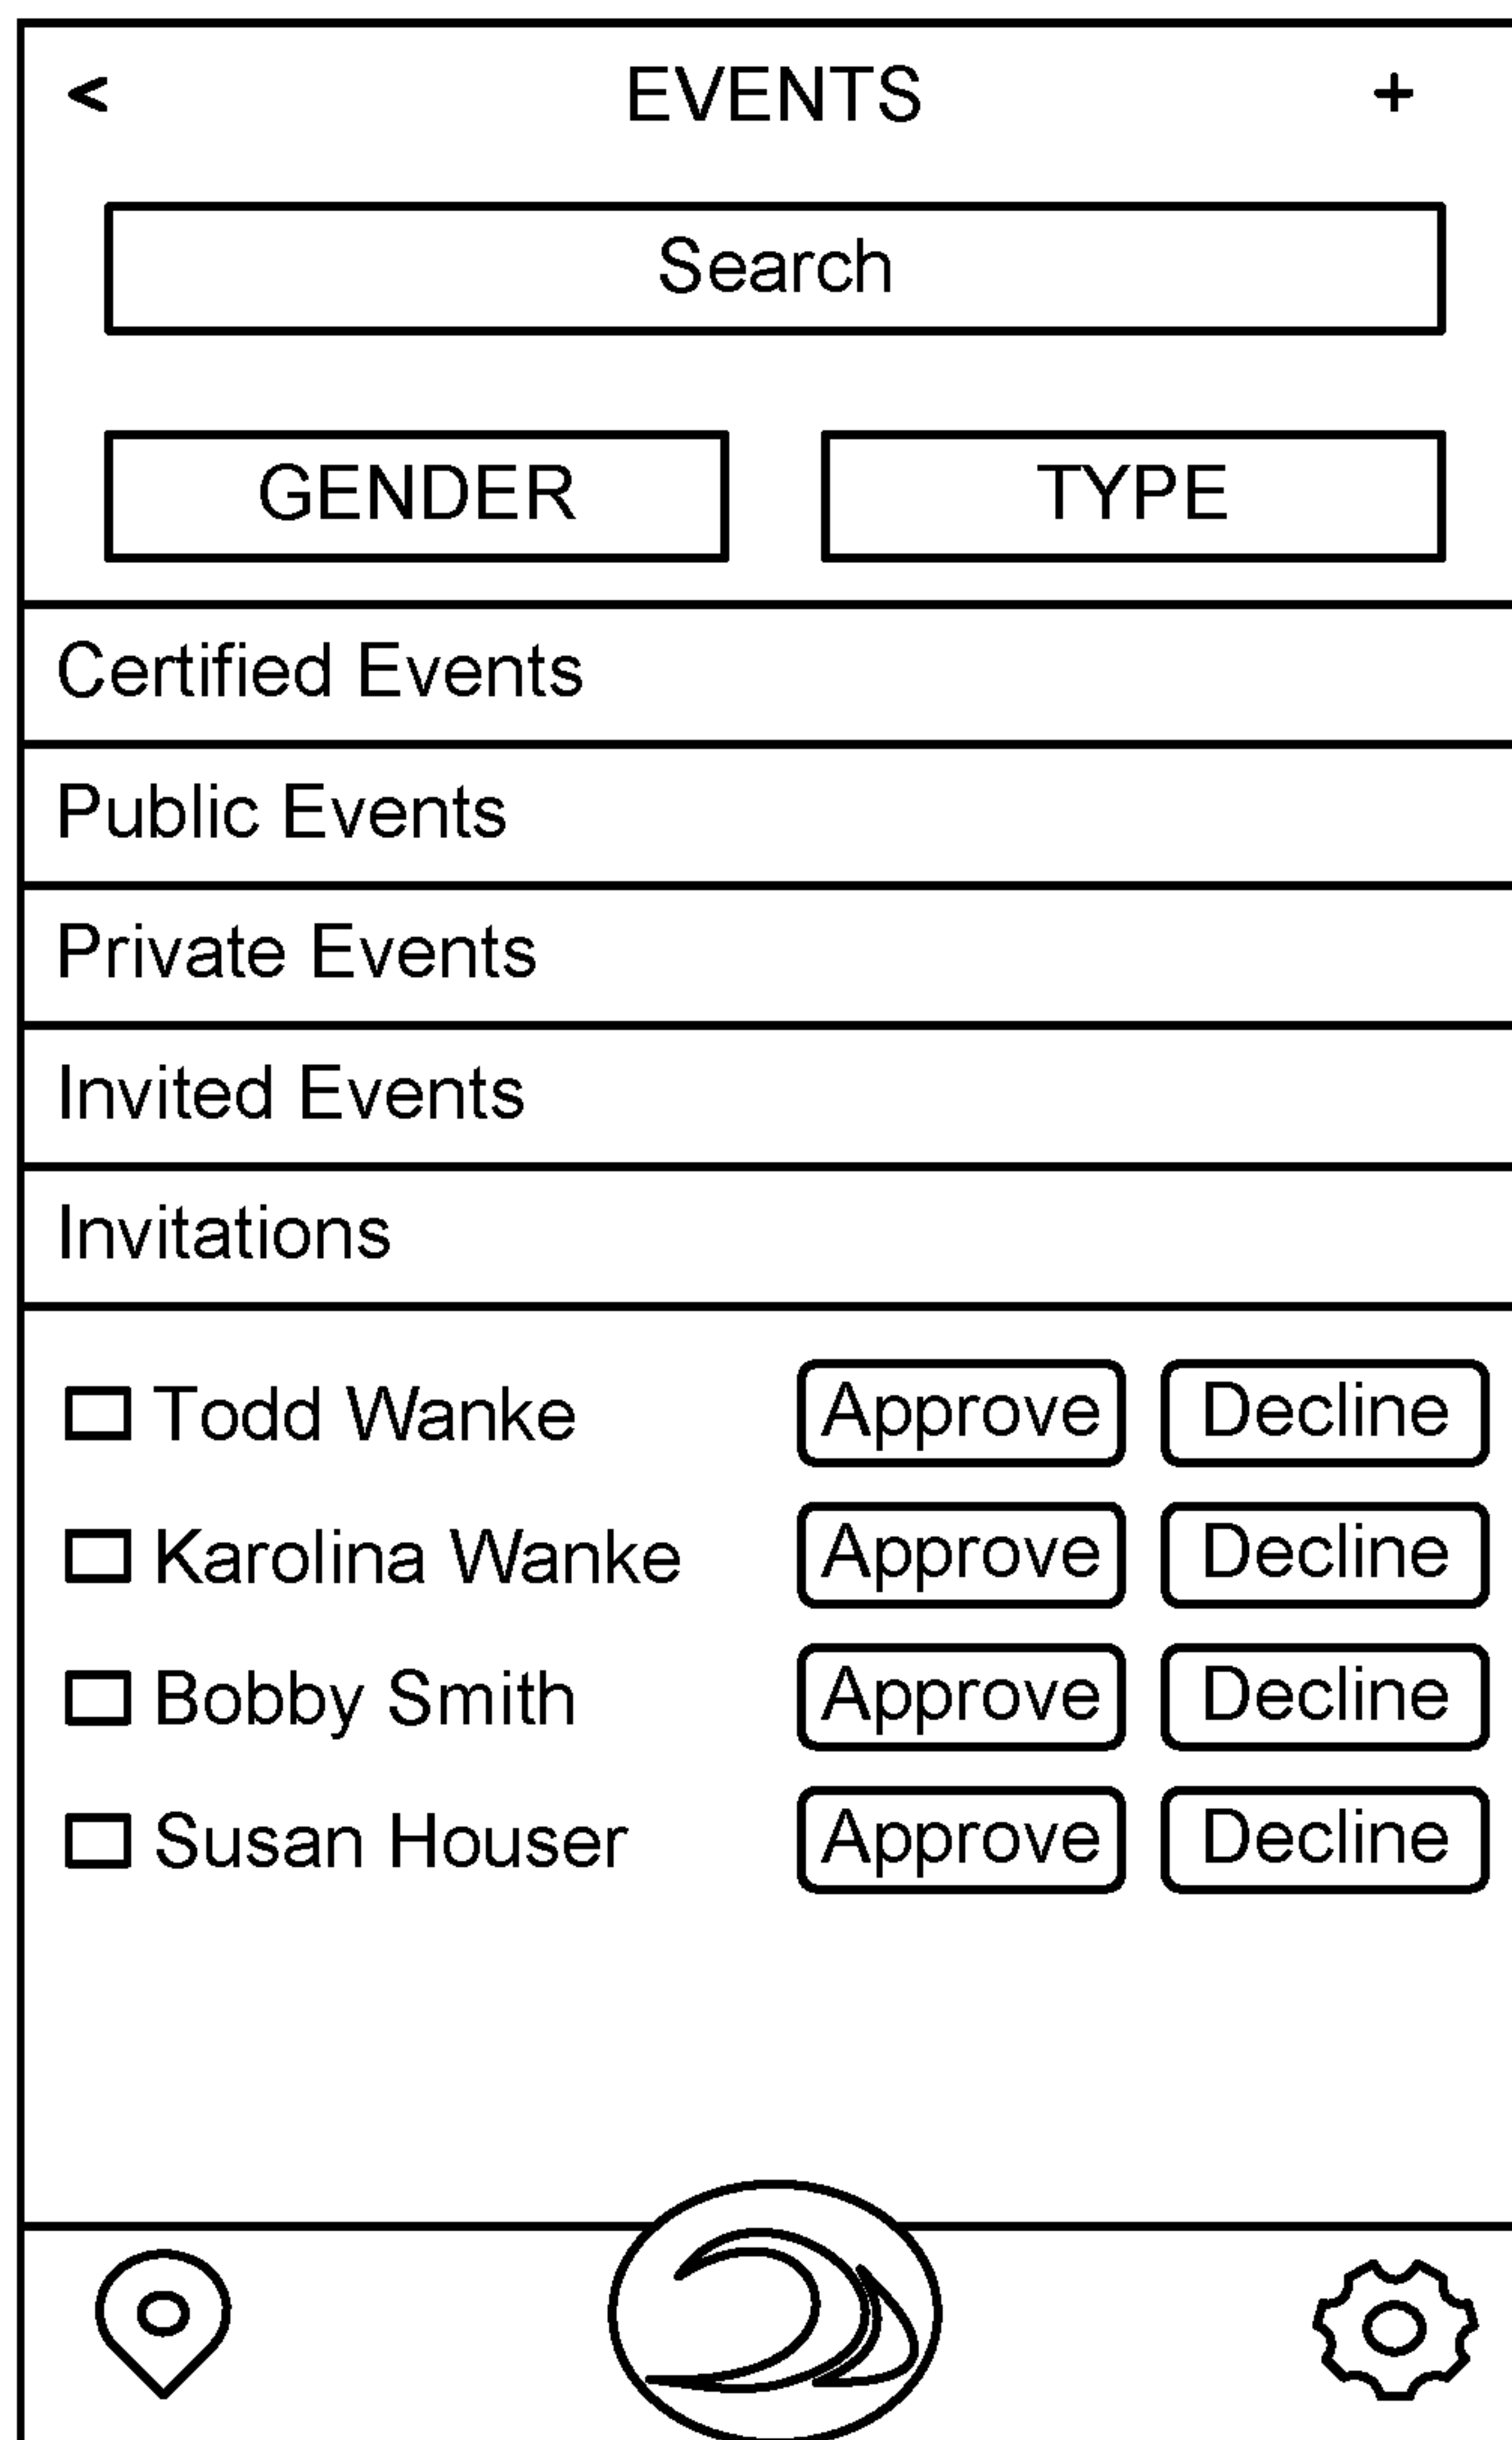 < EVENTS +
Search
GENDER TYPE
Certified Events
Public Events
Private Events
Invited Events
Invitations
Todd Wanke Approve Decline
Karolina Wanke Approve Decline
Bobby Smith Approve Decline
Susan Houser Approve Decline